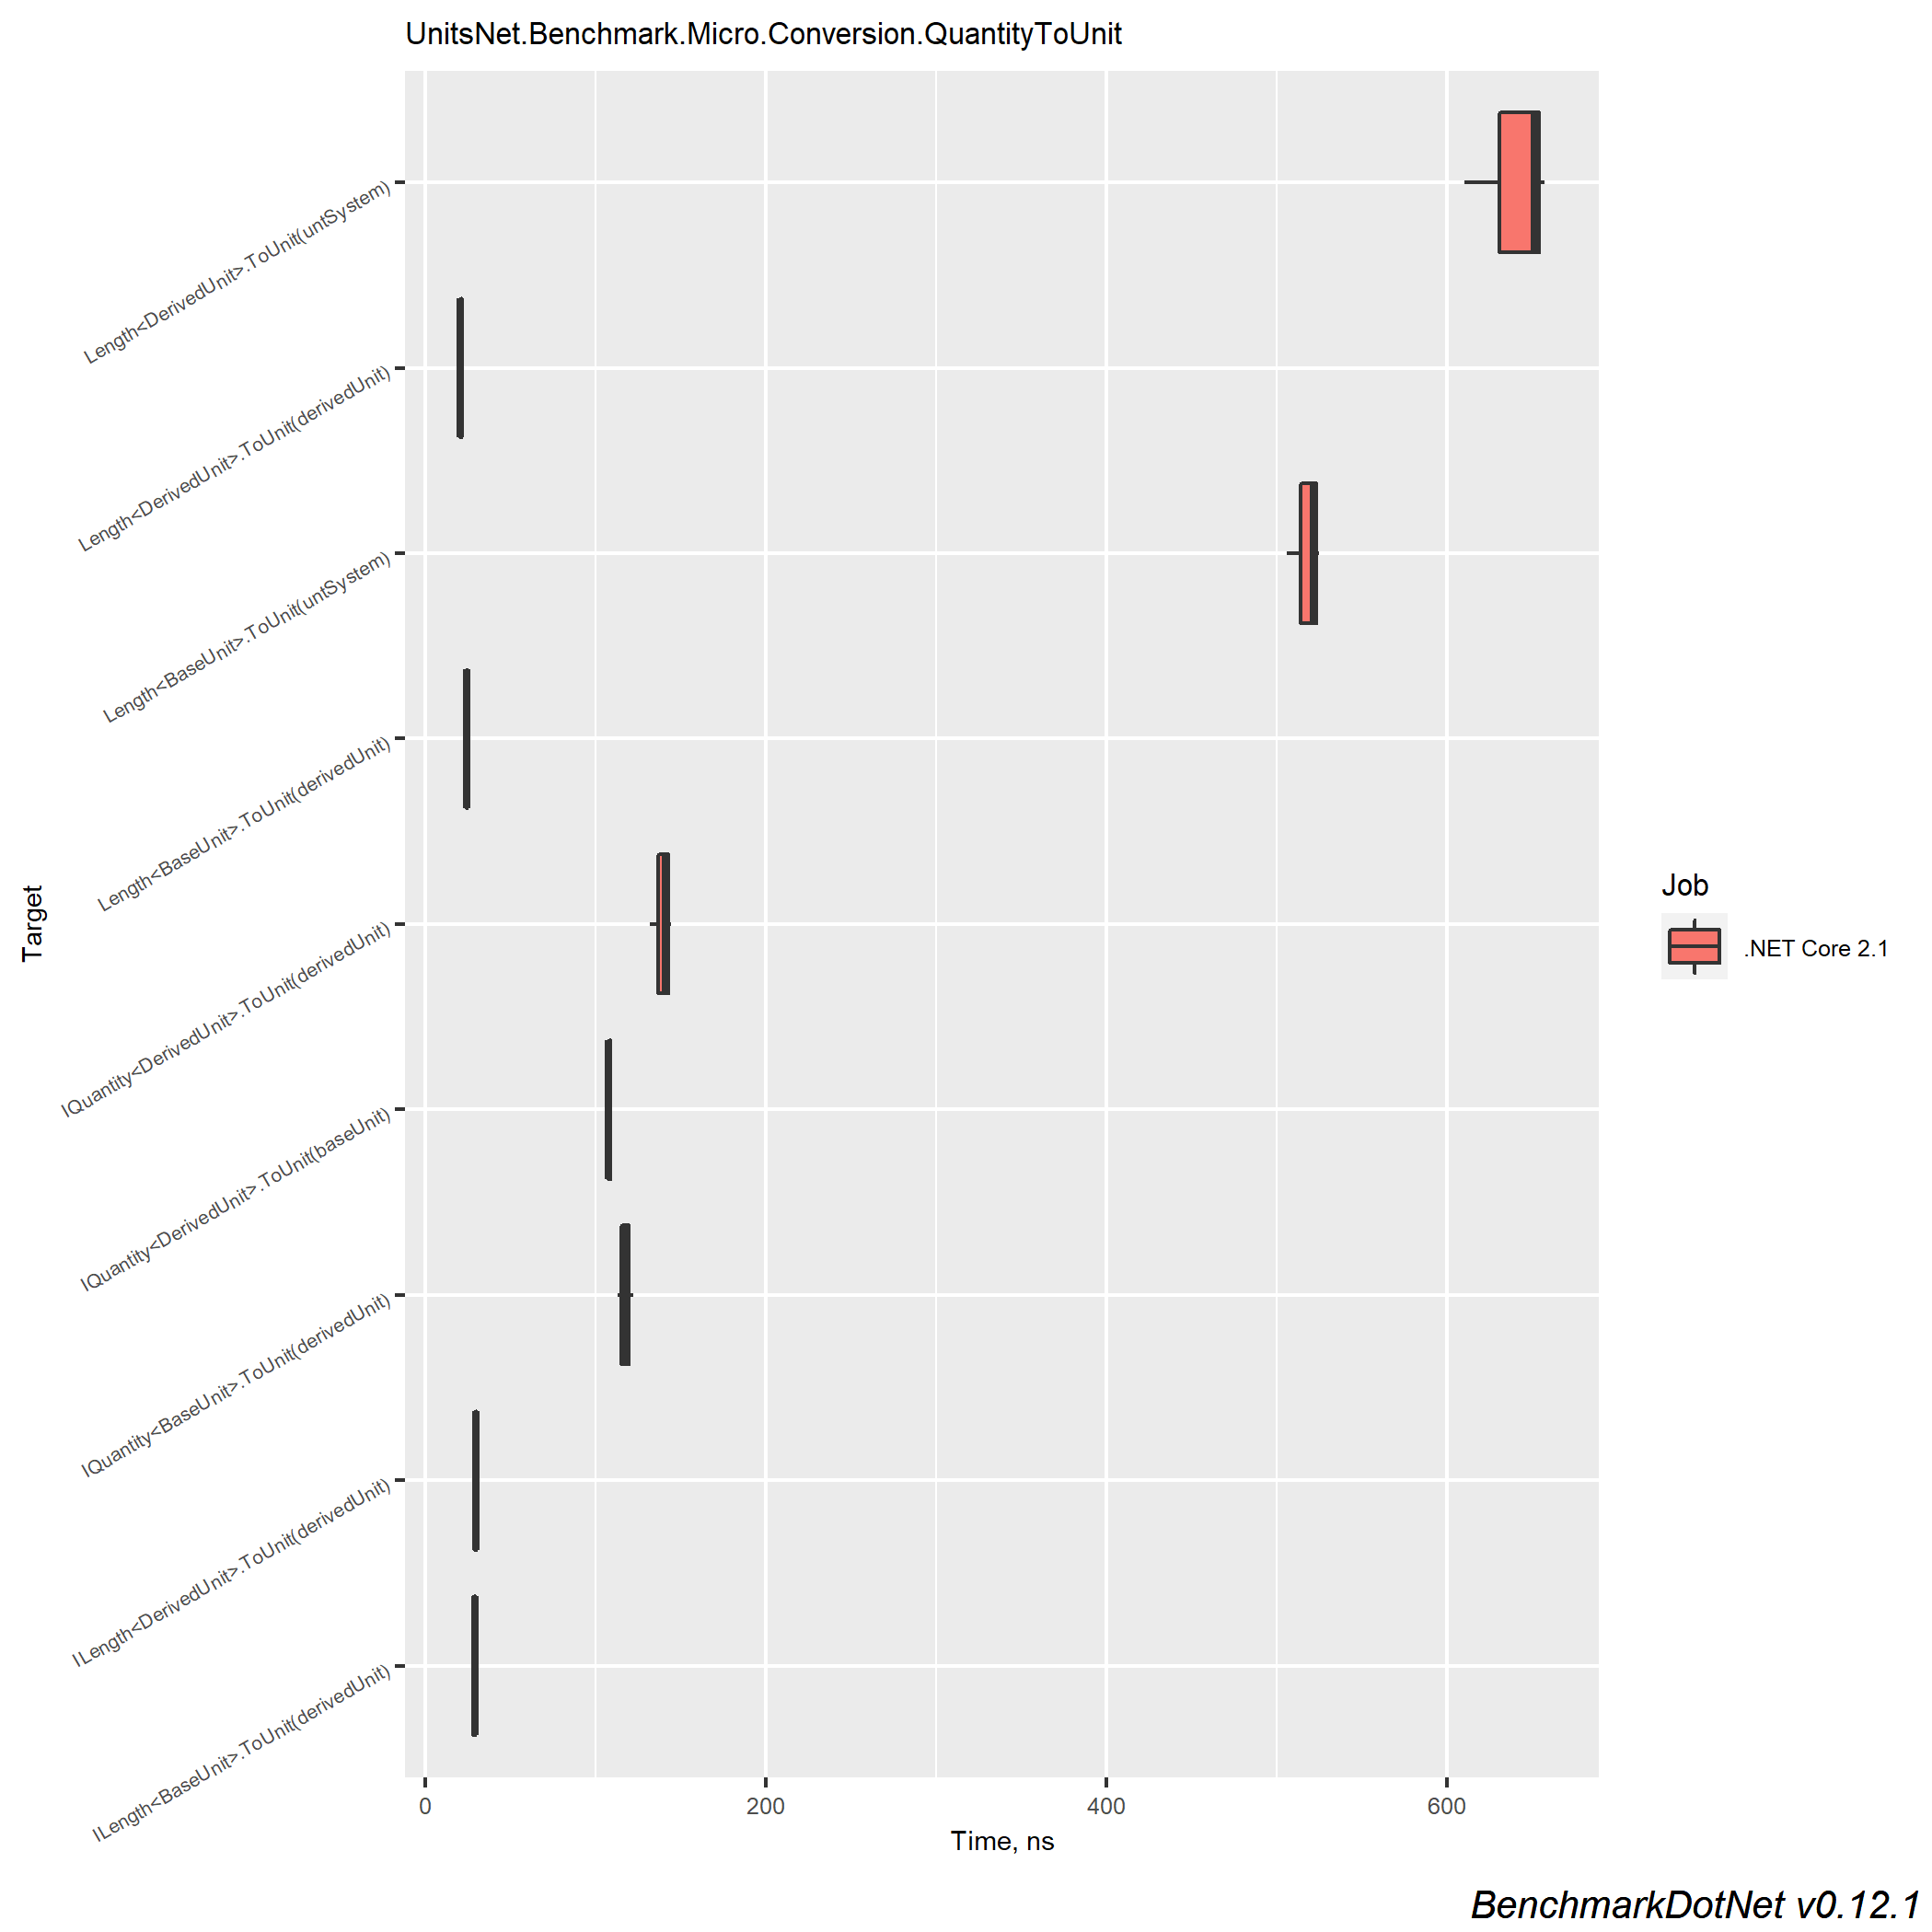 UnitsNet.Benchmark.Micro.Conversion.QuantityToUnit
Length<DerivedUnit>.ToUnit(untSystem)
Length<DerivedUnit>.ToUnit(derivedUnit)
Length<BaseUnit>.ToUnit(untSystem)
Length<BaseUnit>.ToUnit(derivedUnit)
IQuantity<DerivedUnit>.ToUnit(derivedUnit)
IQuantity<DerivedUnit>.ToUnit(baseUnit)
IQuantity<BaseUnit>.ToUnit(derivedUnit)
ILength<DerivedUnit>.ToUnit(derivedUnit)
ILength<BaseUnit>.ToUnit(derivedUnit)
Target
0 200 400 600
Time, ns
Job
.NET Core 2.1
BenchmarkDotNet v0.12.1